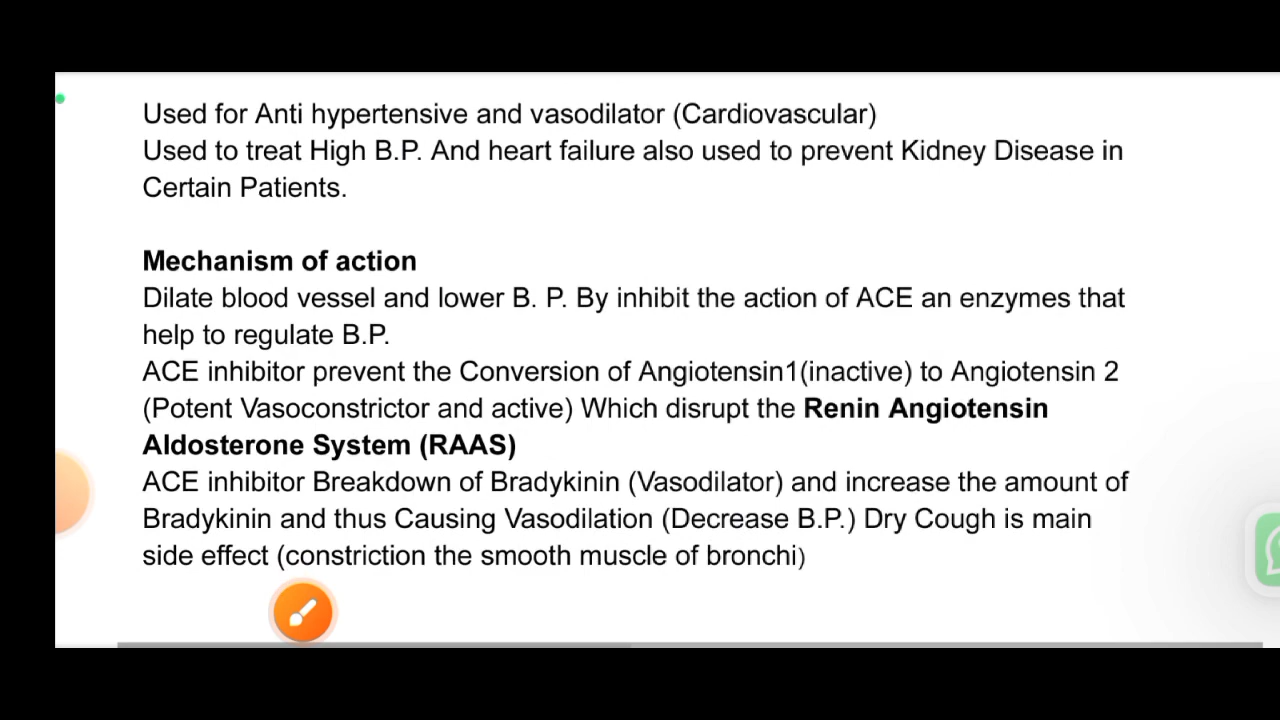 Used for Anti hypertensive and vasodilator (Cardiovascular)
Used to treat High B.P. And heart failure also used to prevent Kidney Disease in
Certain Patients.
Mechanism of action
Dilate blood vessel and lower B. P. By inhibit the action of ACE an enzymes that
help to regulate B.P.
ACE inhibitor prevent the Conversion of Angiotensin1(inactive) to Angiotensin 2
(Potent Vasoconstrictor and active) Which disrupt the Renin Angiotensin
Aldosterone System (RAAS)
ACE inhibitor Breakdown of Bradykinin (Vasodilator) and increase the amount of
Bradykinin and thus Causing Vasodilation (Decrease B.P.) Dry Cough is main
side effect (constriction the smooth muscle of bronchi)